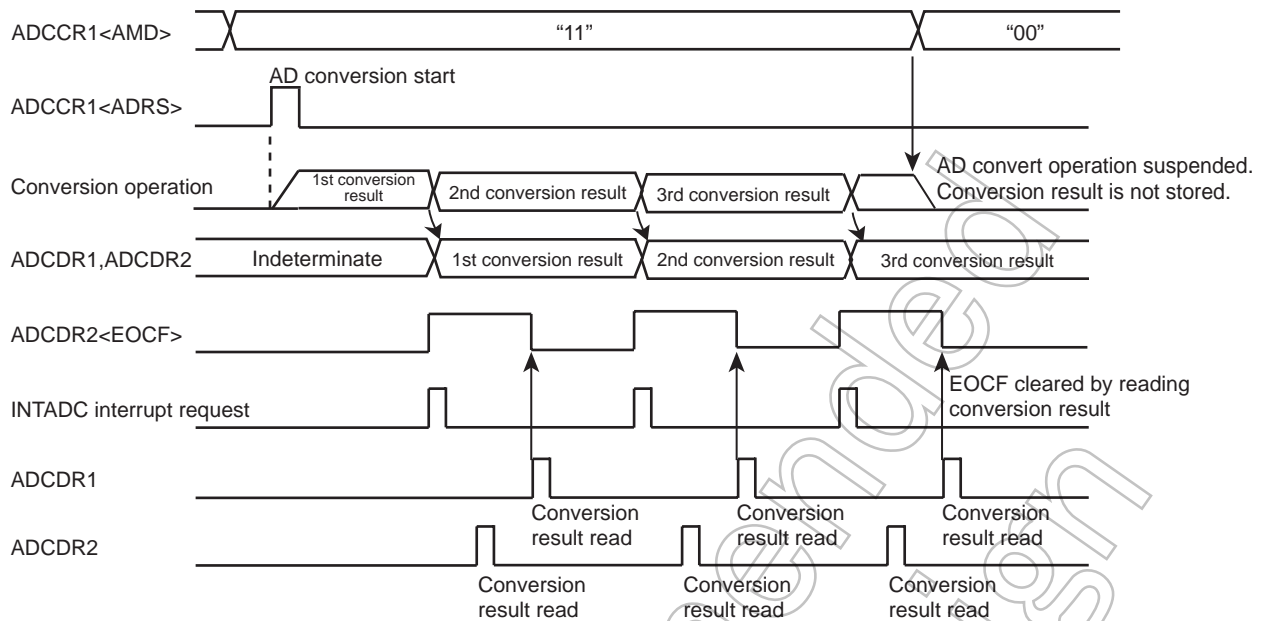 ADCCR1<AMD>
“11”
“00”
AD conversion start
ADCCR1<ADRS>
Conversion operation
1st conversion
result
2nd conversion result
3rd conversion result
AD convert operation suspended.
Conversion result is not stored.
ADCDR1,ADCDR2
Indeterminate
1st conversion result
2nd conversion result
3rd conversion result
ADCDR2<EOCF>
EOCF cleared by reading
conversion result
INTADC interrupt request
ADCDR1
Conversion
result read
Conversion
result read
Conversion
result read
ADCDR2
Conversion
result read
Conversion
result read
Conversion
result read